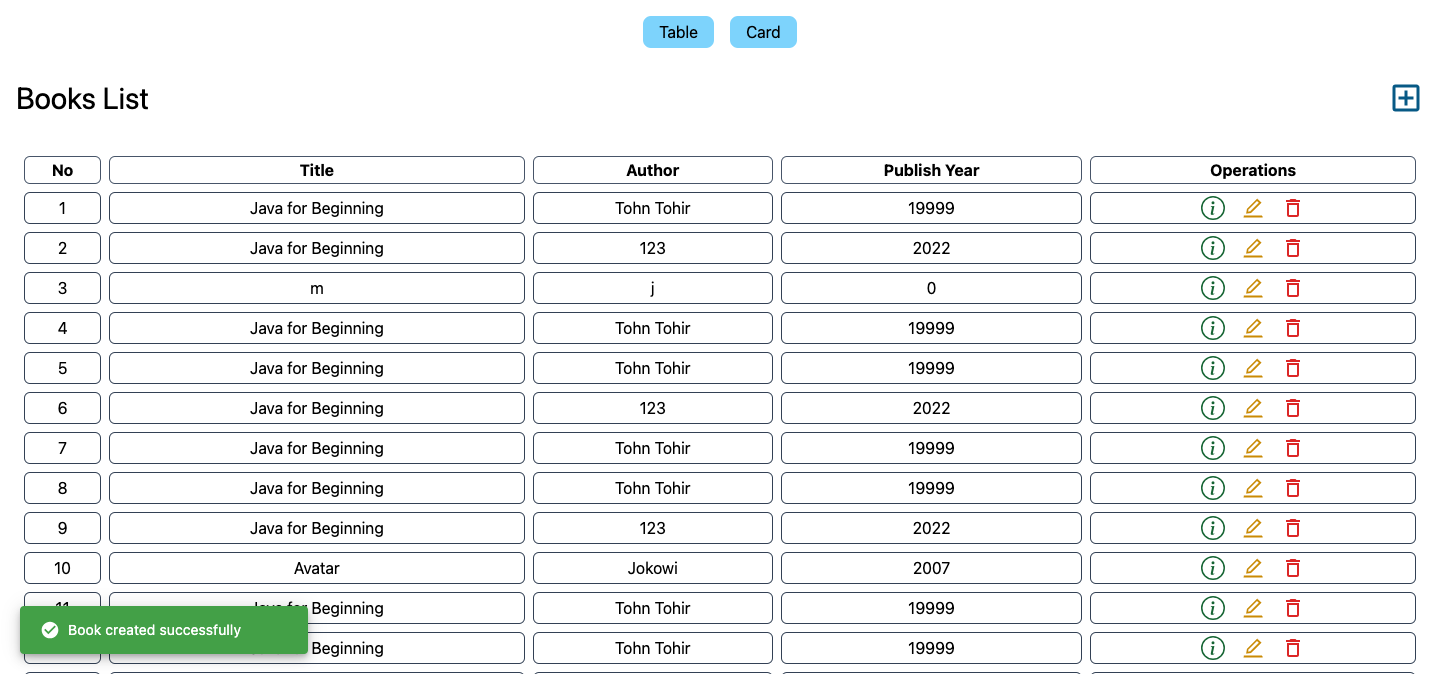 Table Card
Books List
No Title Author Publish Year Operations
1 Java for Beginning Tohn Tohir 19999
2 Java for Beginning 123 2022
3 m j 0
4 Java for Beginning Tohn Tohir 19999
5 Java for Beginning Tohn Tohir 19999
6 Java for Beginning 123 2022
7 Java for Beginning Tohn Tohir 19999
8 Java for Beginning Tohn Tohir 19999
9 Java for Beginning 123 2022
10 Avatar Jokowi 2007
11 Java for Beginning Tohn Tohir 19999
Book created successfully
Beginning Tohn Tohir 19999